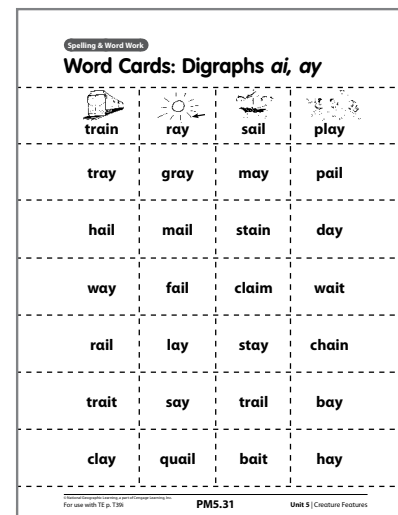 Spelling & Word Work
Word Cards: Digraphs ai, ay
train ray sail play
tray gray may pail
hail mail stain day
way fail claim wait
rail lay stay chain
trait say trail bay
clay quail bait hay
© National Geographic Learning, a part of Cengage Learning, Inc.
For use with TE p. T39i PM5.31 Unit 5 | Creature Features